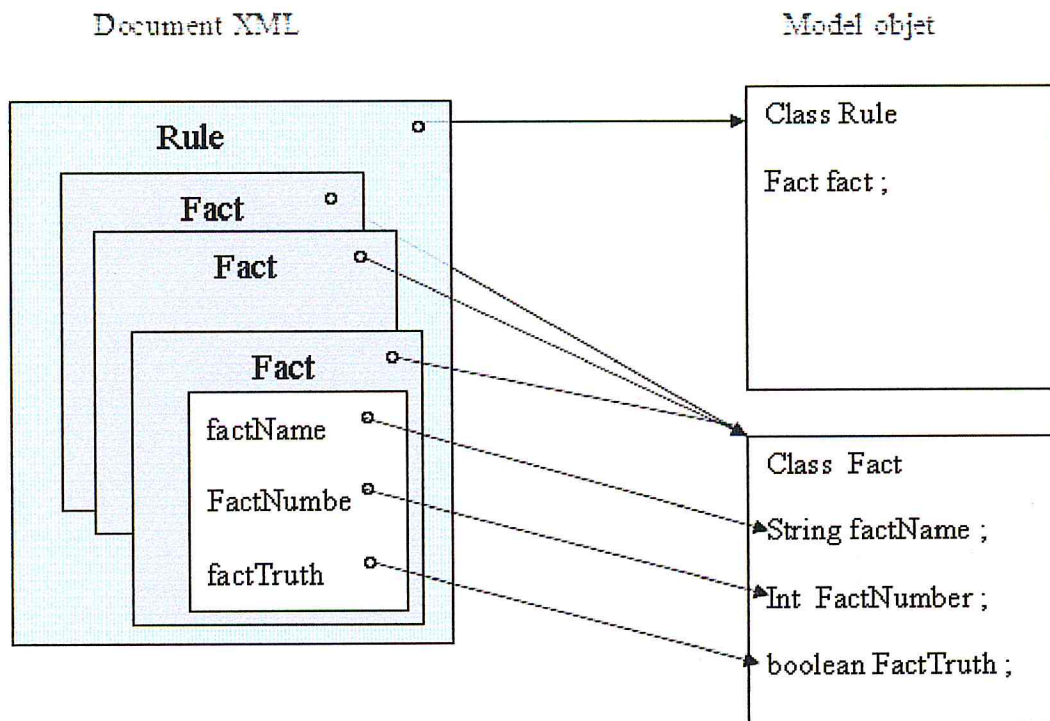 Document XML
Model objet
Rule
Fact
Fact
Fact
factName
FactNumbe
factTruth
Class Rule
Fact fact ;
Class Fact
String factName ;
Int FactNumber ;
boolean FactTruth ;